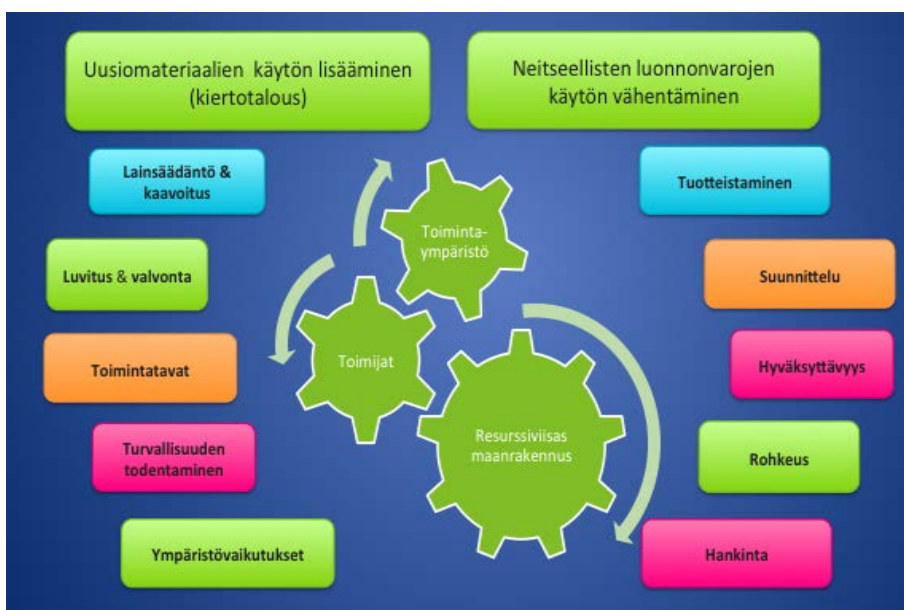 Uusiomateriaalien käytön lisääminen
(kiertotalous)
Neitseellisten luonnonvarojen
käytön vähentäminen
Lainsäädäntö &
kaavoitus
Luvitus & valvonta
Toimintatavat
Turvallisuuden
todentaminen
Ympäristövaikutukset
Toiminta-
ympäristö
Toimijat
Resurssiviisas
maanrakennus
Tuotteistaminen
Suunnittelu
Hyväksyttävyys
Rohkeus
Hankinta